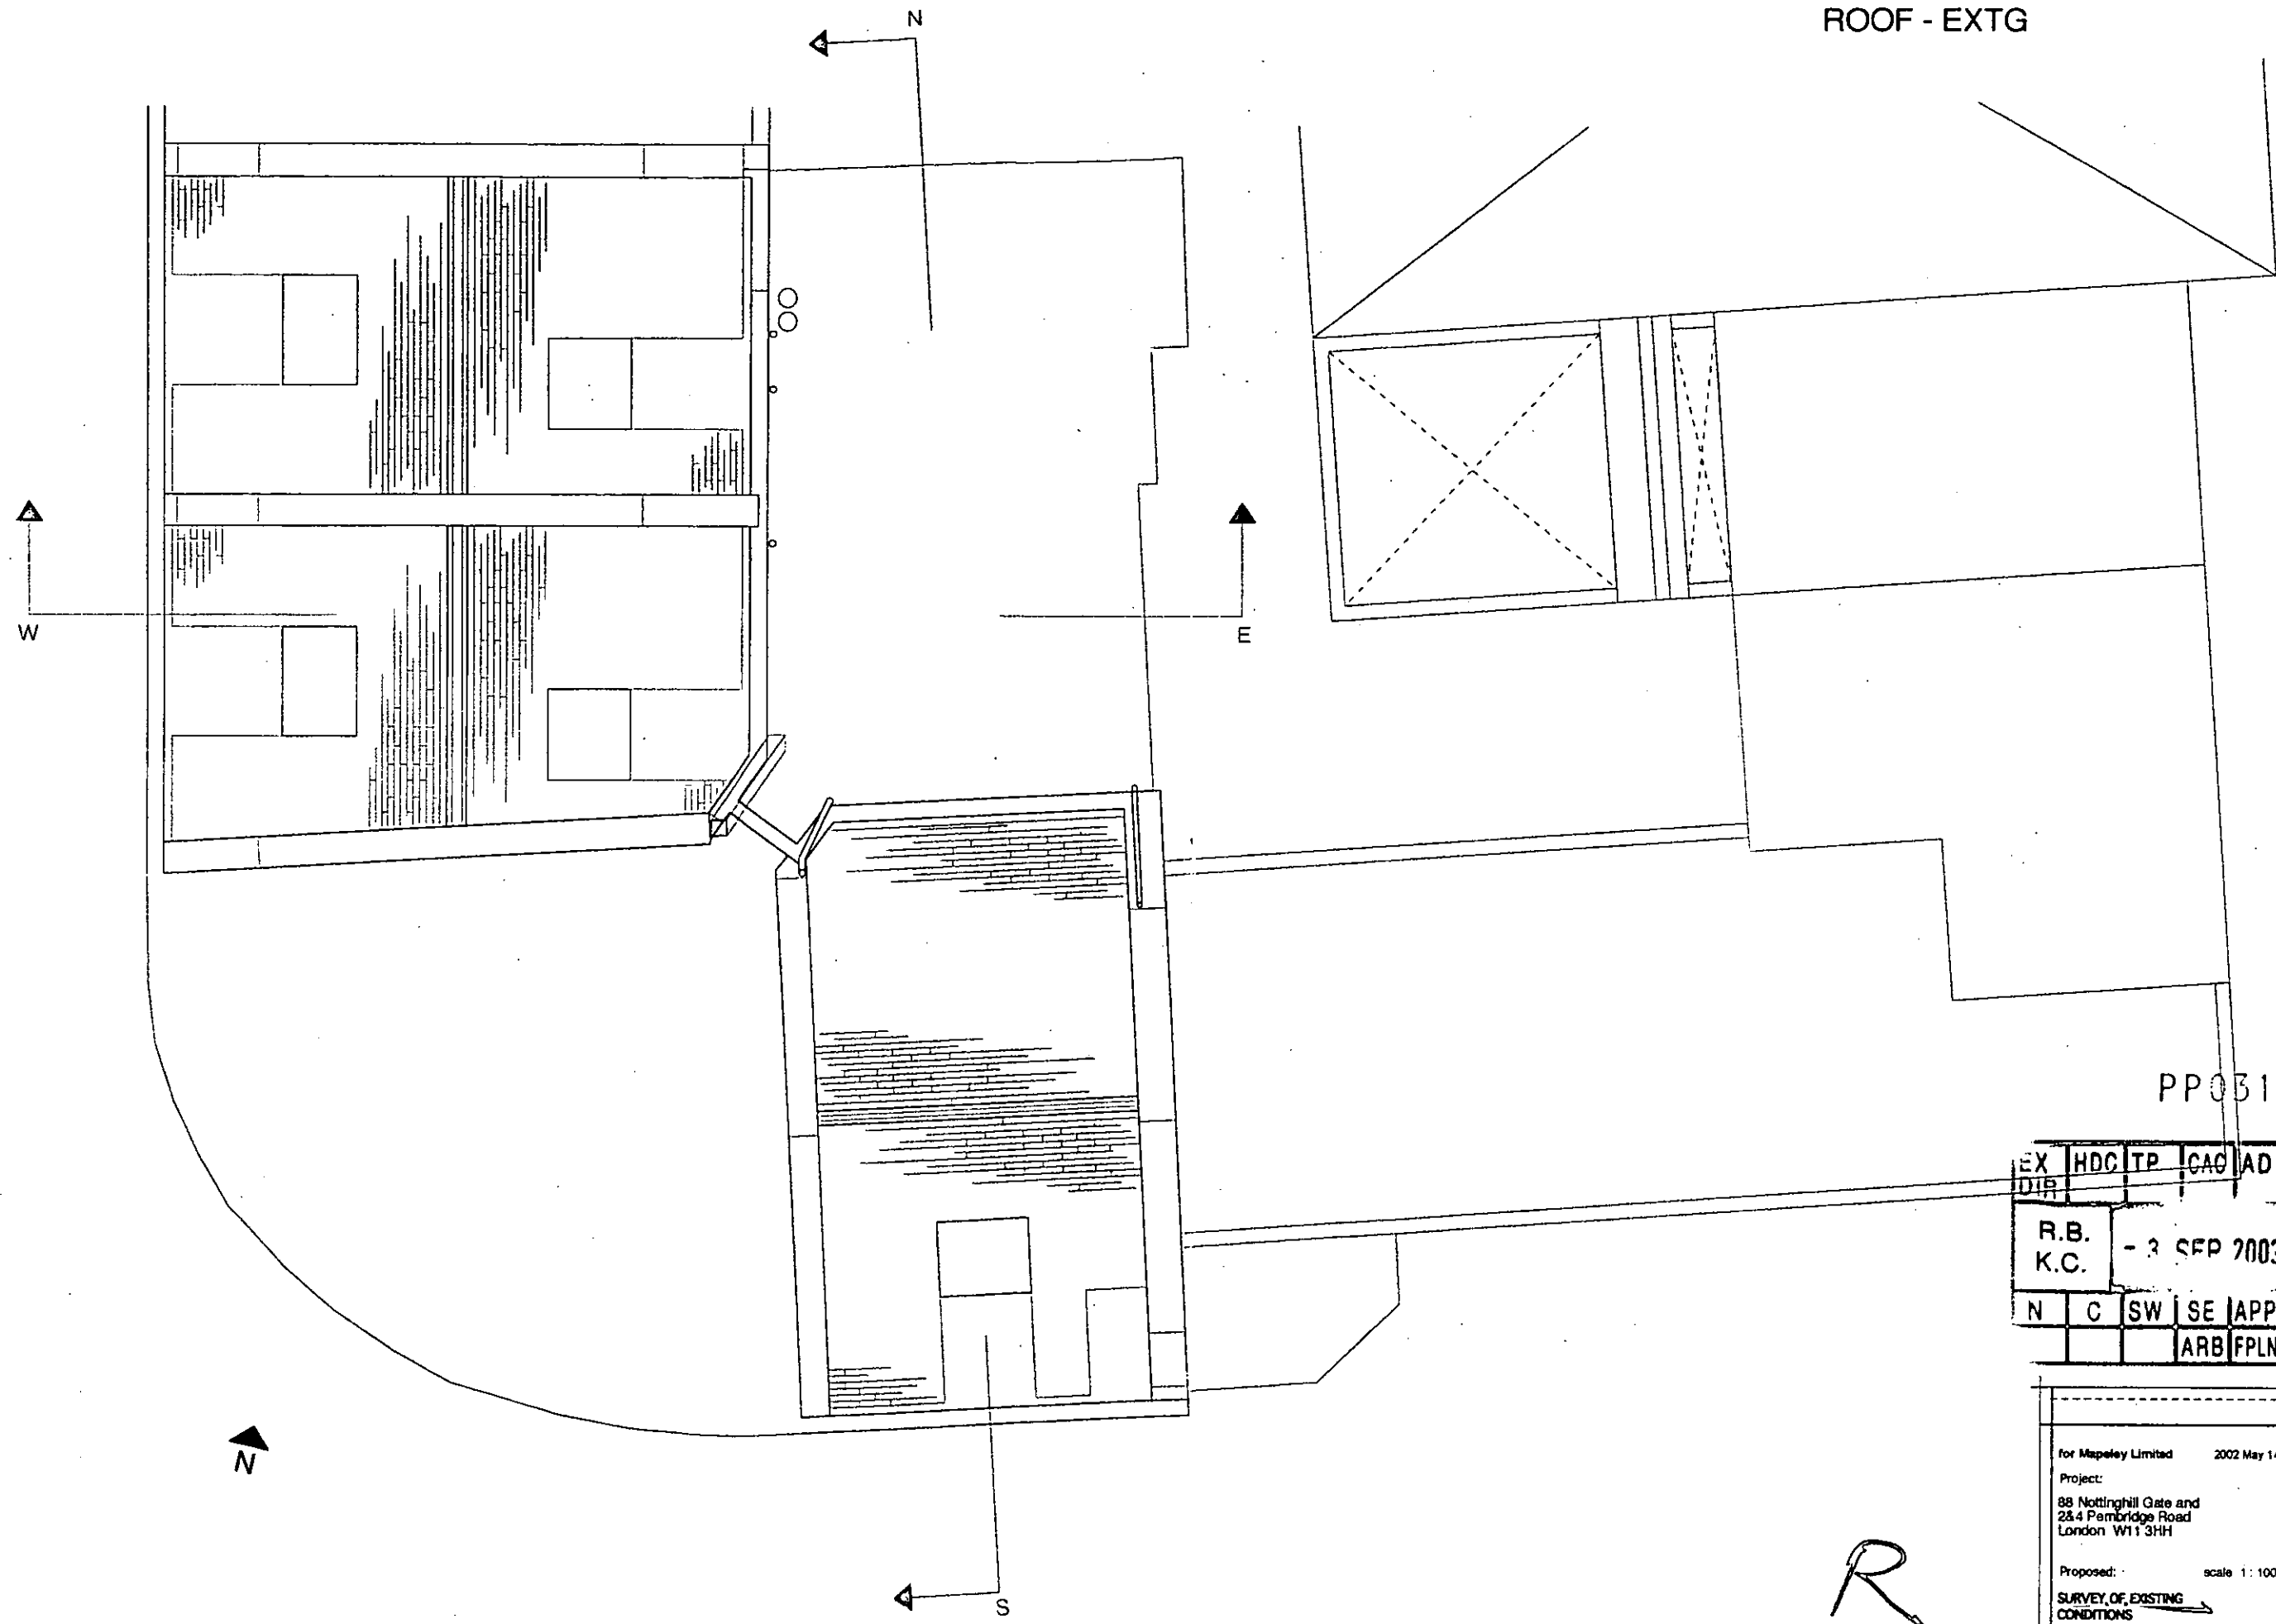 ROOF - EXTG
N
W
E
N
S
PP031
EX DIR HDC TP CAC AD
R.B. K.C.
- 3 SEP 2003
N C SW SE APP
ARB FPLN
for Mapeley Limited 2002 May 14
Project:
88 Nottinghill Gate and
2&4 Pembridge Road
London W11 3HH
Proposed: scale 1 : 100
SURVEY OF EXISTING
CONDITIONS
R